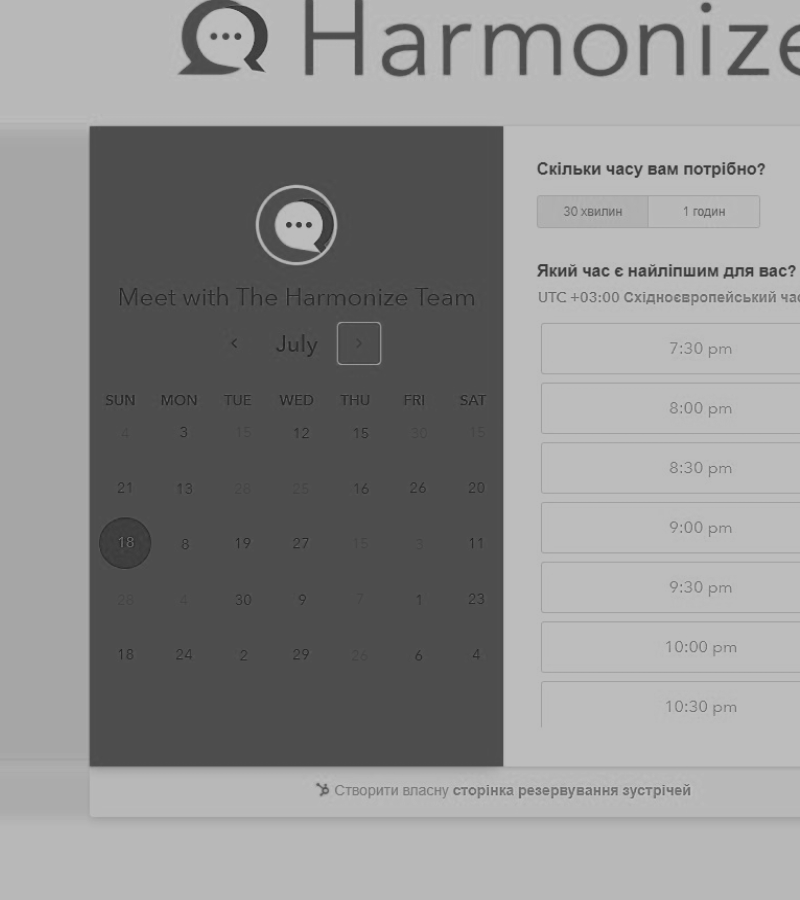 Harmonize
Meet with The Harmonize Team
July
SUN MON TUE WED THU FRI SAT
4 3 15 12 15 30 15
21 13 26 25 16 26 20
18 8 19 27 15 3 11
28 4 30 9 7 1 23
18 24 2 29 26 6 4
Скільки часу вам потрібно?
30 хвилин 1 годин
Який час є найліпшим для вас?
UTC +03:00 Східноєвропейський час
7:30 pm
8:00 pm
8:30 pm
9:00 pm
9:30 pm
10:00 pm
10:30 pm
Створити власну сторінка резервування зустрічей